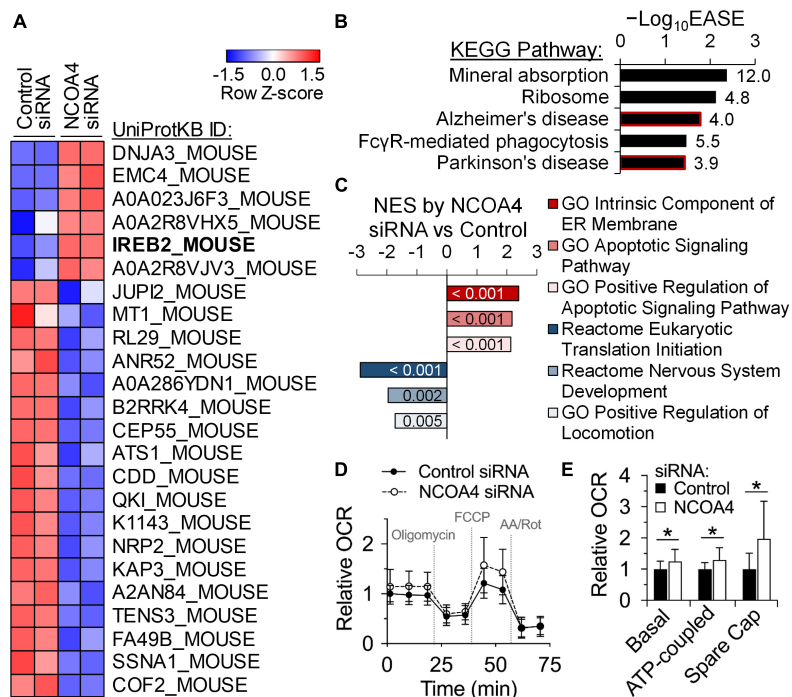 A
Control
siRNA
NCOA4
siRNA
-1.5 0.0 1.5
Row Z-score
UniProtKB ID:
DNJA3_MOUSE
EMC4_MOUSE
A0A023J6F3_MOUSE
A0A2R8VHX5_MOUSE
IREB2_MOUSE
A0A2R8VJV3_MOUSE
JUPI2_MOUSE
MT1_MOUSE
RL29_MOUSE
ANR52_MOUSE
A0A286YDN1_MOUSE
B2RRK4_MOUSE
CEP55_MOUSE
ATS1_MOUSE
CDD_MOUSE
QKI_MOUSE
K1143_MOUSE
NRP2_MOUSE
KAP3_MOUSE
A2AN84_MOUSE
TENS3_MOUSE
FA49B_MOUSE
SSNA1_MOUSE
COF2_MOUSE
B
−Log10EASE
KEGG Pathway:
0 1 2 3
Mineral absorption 12.0
Ribosome 4.8
Alzheimer's disease 4.0
FcγR-mediated phagocytosis 5.5
Parkinson's disease 3.9
C
NES by NCOA4
siRNA vs Control
-3 -2 -1 0 1 2 3
< 0.001
< 0.001
< 0.001
< 0.001
0.002
0.005
GO Intrinsic Component of
ER Membrane
GO Apoptotic Signaling
Pathway
GO Positive Regulation of
Apoptotic Signaling Pathway
Reactome Eukaryotic
Translation Initiation
Reactome Nervous System
Development
GO Positive Regulation of
Locomotion
D
Control siRNA
NCOA4 siRNA
Oligomycin FCCP AA/Rot
Relative OCR
2
1
0
0 25 50 75
Time (min)
E
siRNA:
Control
NCOA4
Relative OCR
4
3
2
1
0
* * *
Basal
ATP-coupled
Spare Cap